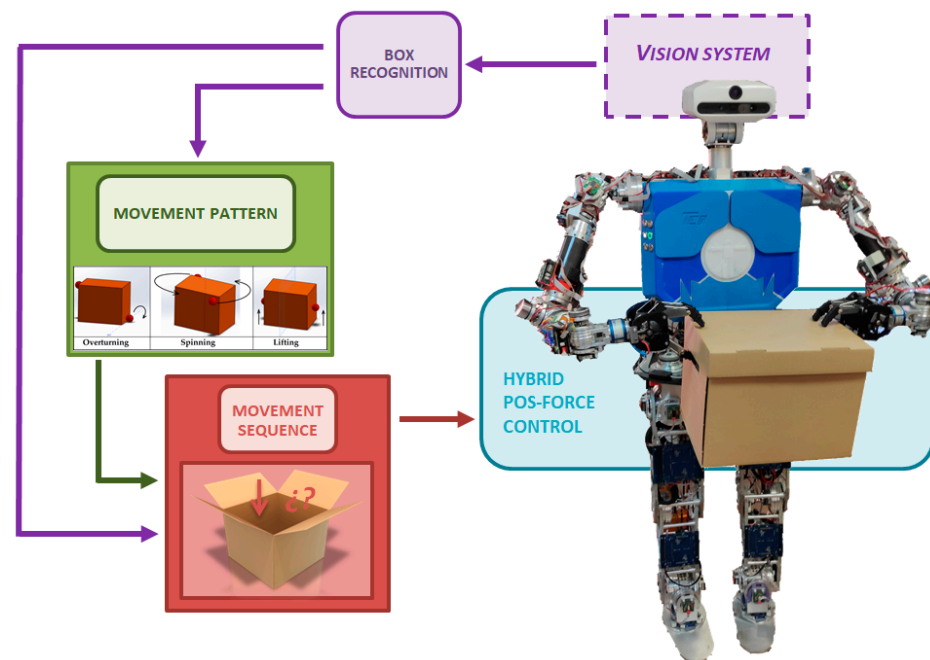 VISION SYSTEM
BOX
RECOGNITION
MOVEMENT PATTERN
Overturning
Spinning
Lifting
MOVEMENT
SEQUENCE
¿?
HYBRID
POS-FORCE
CONTROL